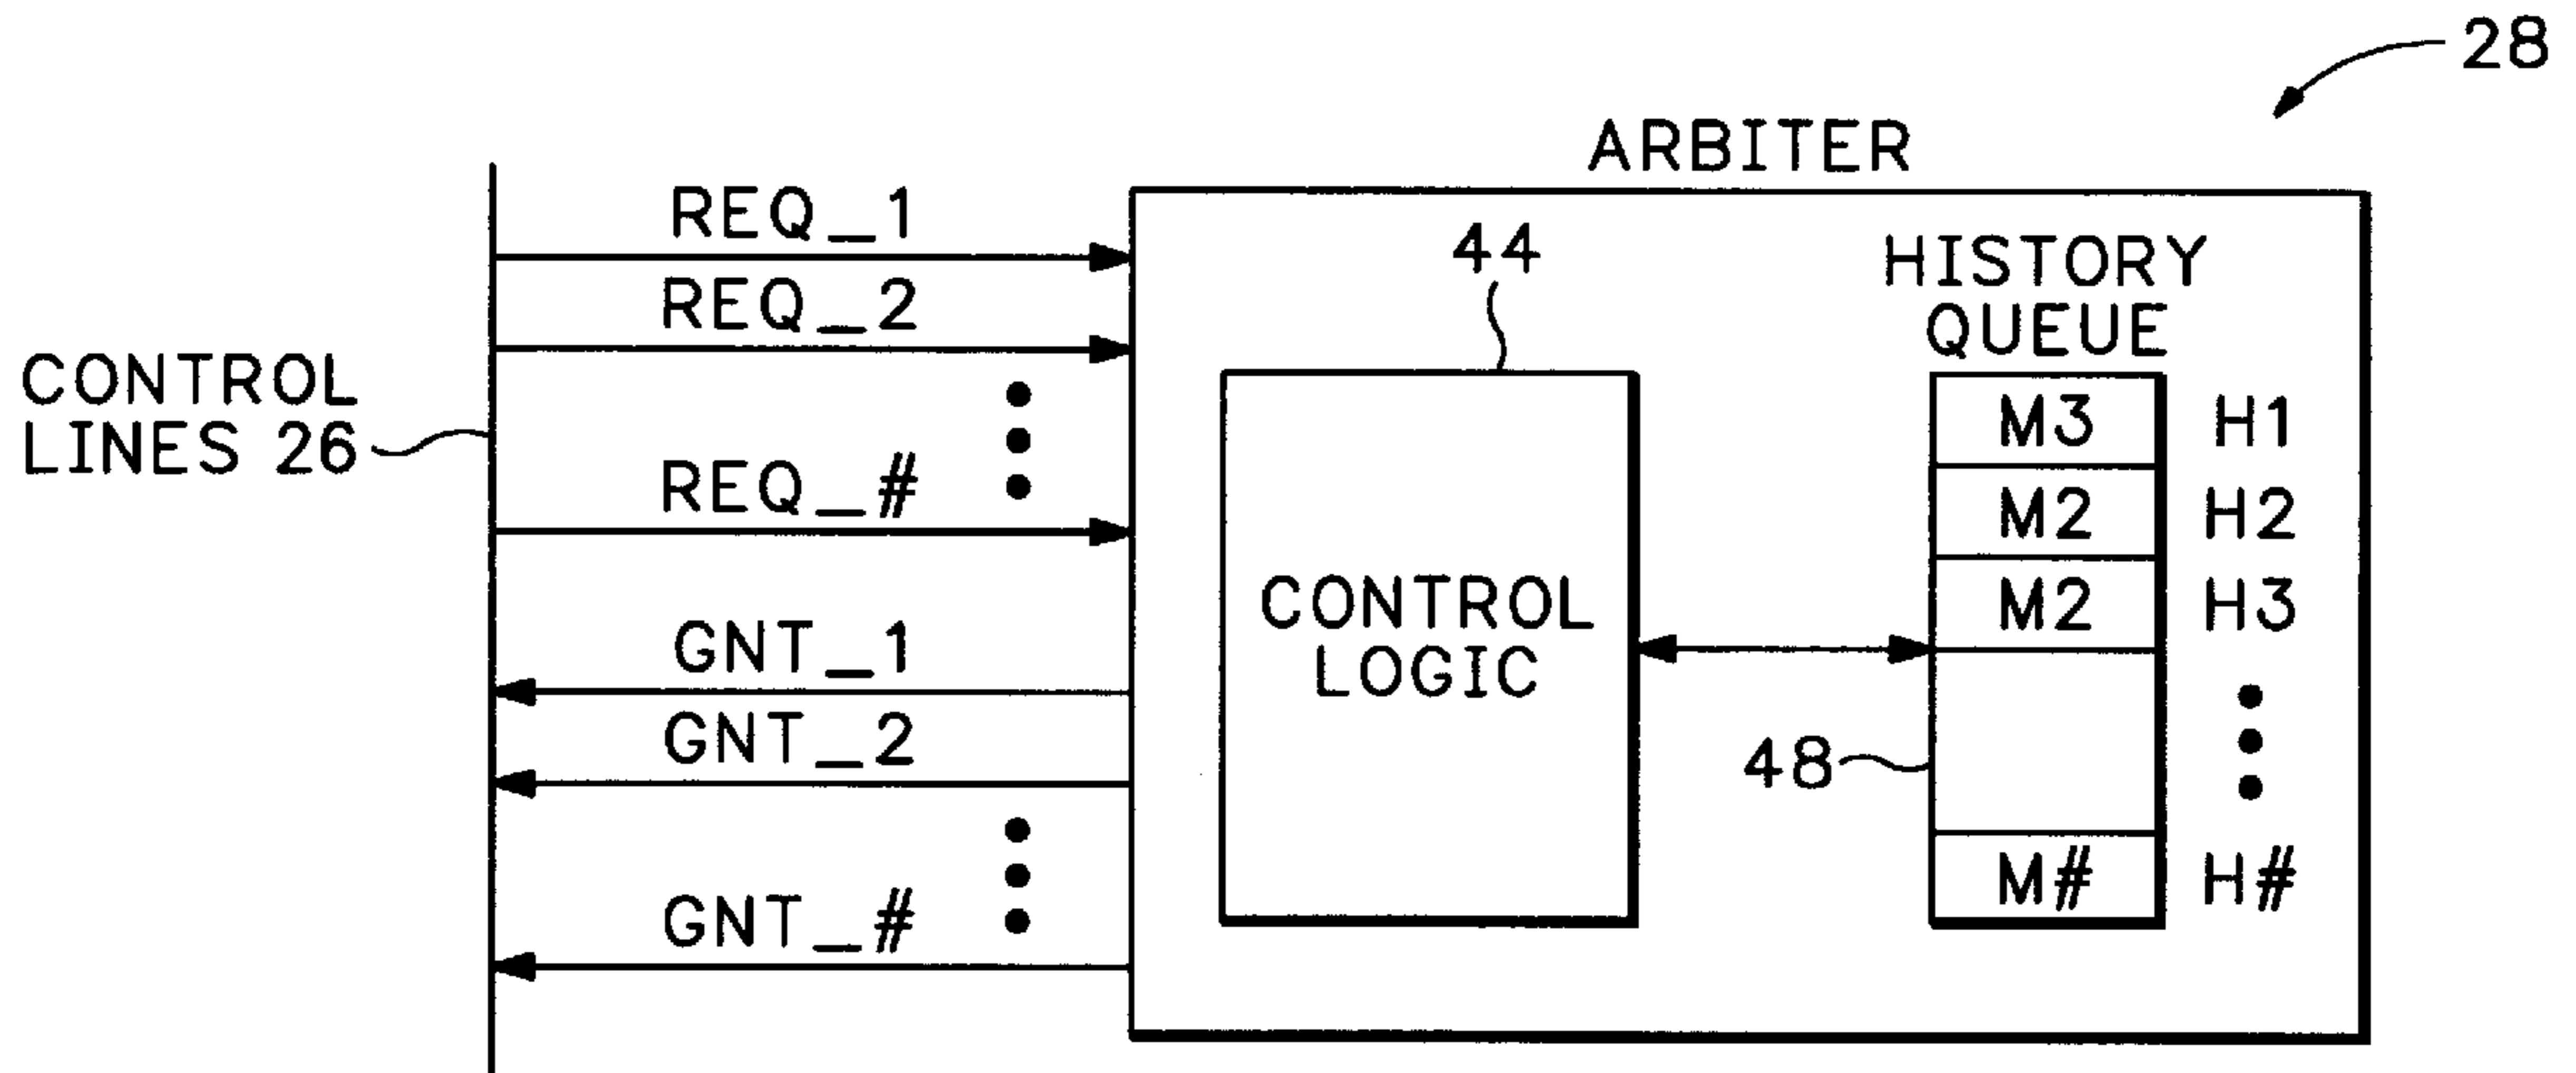 28
ARBITER
CONTROL
LINES 26
REQ_1
REQ_2
REQ_#
GNT_1
GNT_2
GNT_#
44
CONTROL
LOGIC
HISTORY
QUEUE
M3 H1
M2 H2
M2 H3
48
M# H#